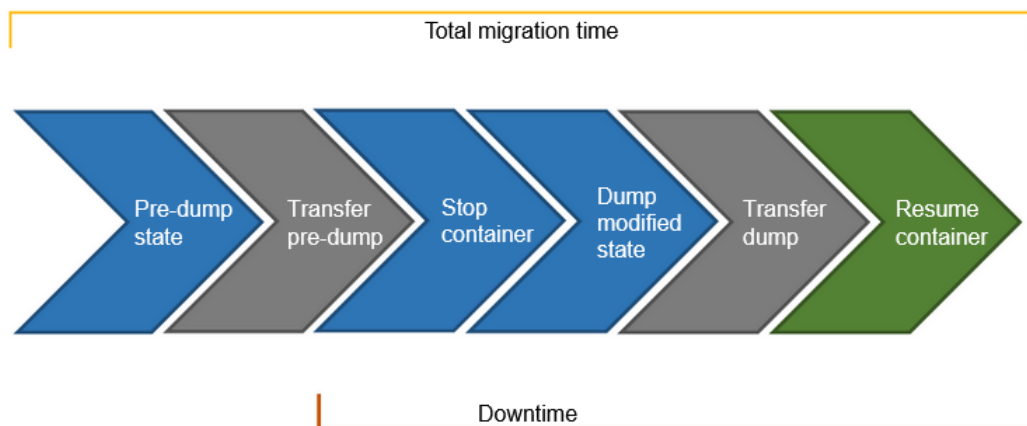 Total migration time
Pre-dump
state
Transfer
pre-dump
Stop
container
Dump
modified
state
Transfer
dump
Resume
container
Downtime